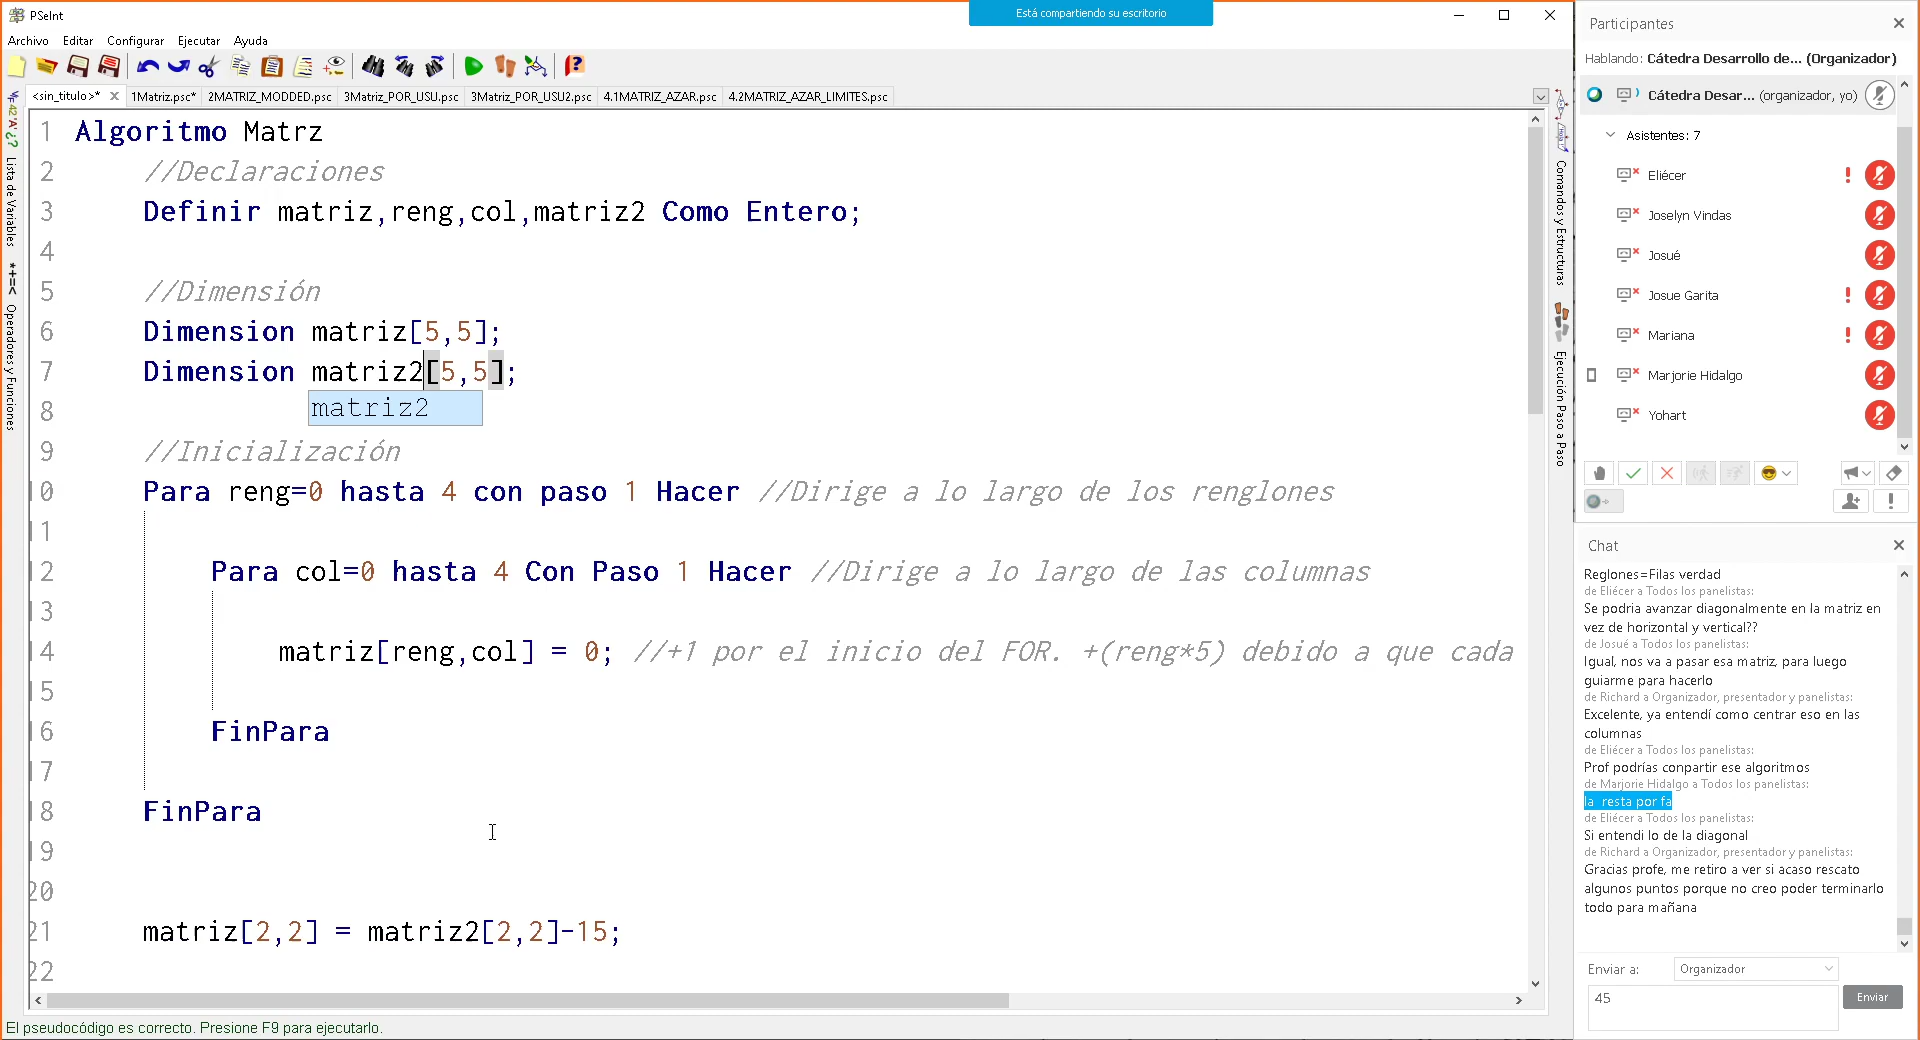 PSeInt
Está compartiendo su escritorio
Archivo Editar Configurar Ejecutar Ayuda
<sin_titulo>* 1Matriz.psc* 2MATRIZ_MODDED.psc 3Matriz_POR_USU.psc 3Matriz_POR_USU2.psc 4.1MATRIZ_AZAR.psc 4.2MATRIZ_AZAR_LIMITES.psc
Lista de Variables
*+=< Operadores y Funciones
1 Algoritmo Matrz
2 //Declaraciones
3 Definir matriz,reng,col,matriz2 Como Entero;
4
5 //Dimensión
6 Dimension matriz[5,5];
7 Dimension matriz2[5,5];
matriz2
8
9 //Inicialización
10 Para reng=0 hasta 4 con paso 1 Hacer //Dirige a lo largo de los renglones
11
12 Para col=0 hasta 4 Con Paso 1 Hacer //Dirige a lo largo de las columnas
13
14 matriz[reng,col] = 0; //+1 por el inicio del FOR. +(reng*5) debido a que cada
15
16 FinPara
17
18 FinPara
19
20
21 matriz[2,2] = matriz2[2,2]-15;
22
El pseudocódigo es correcto. Presione F9 para ejecutarlo.
Comandos y Estructuras
Ejecución Paso a Paso
Participantes
Hablando: Cátedra Desarrollo de... (Organizador)
Cátedra Desar... (organizador, yo)
Asistentes: 7
Eliécer
Joselyn Vindas
Josué
Josue Garita
Mariana
Marjorie Hidalgo
Yohart
Chat
Reglones=Filas verdad
de Eliécer a Todos los panelistas:
Se podria avanzar diagonalmente en la matriz en
vez de horizontal y vertical??
de Josué a Todos los panelistas:
Igual, nos va a pasar esa matriz, para luego
guiarme para hacerlo
de Richard a Organizador, presentador y panelistas:
Excelente, ya entendí como centrar eso en las
columnas
de Eliécer a Todos los panelistas:
Prof podrías conpartir ese algoritmos
de Marjorie Hidalgo a Todos los panelistas:
la resta por fa
de Eliécer a Todos los panelistas:
Si entendi lo de la diagonal
de Richard a Organizador, presentador y panelistas:
Gracias profe, me retiro a ver si acaso rescato
algunos puntos porque no creo poder terminarlo
todo para mañana
Enviar a: Organizador
45
Enviar